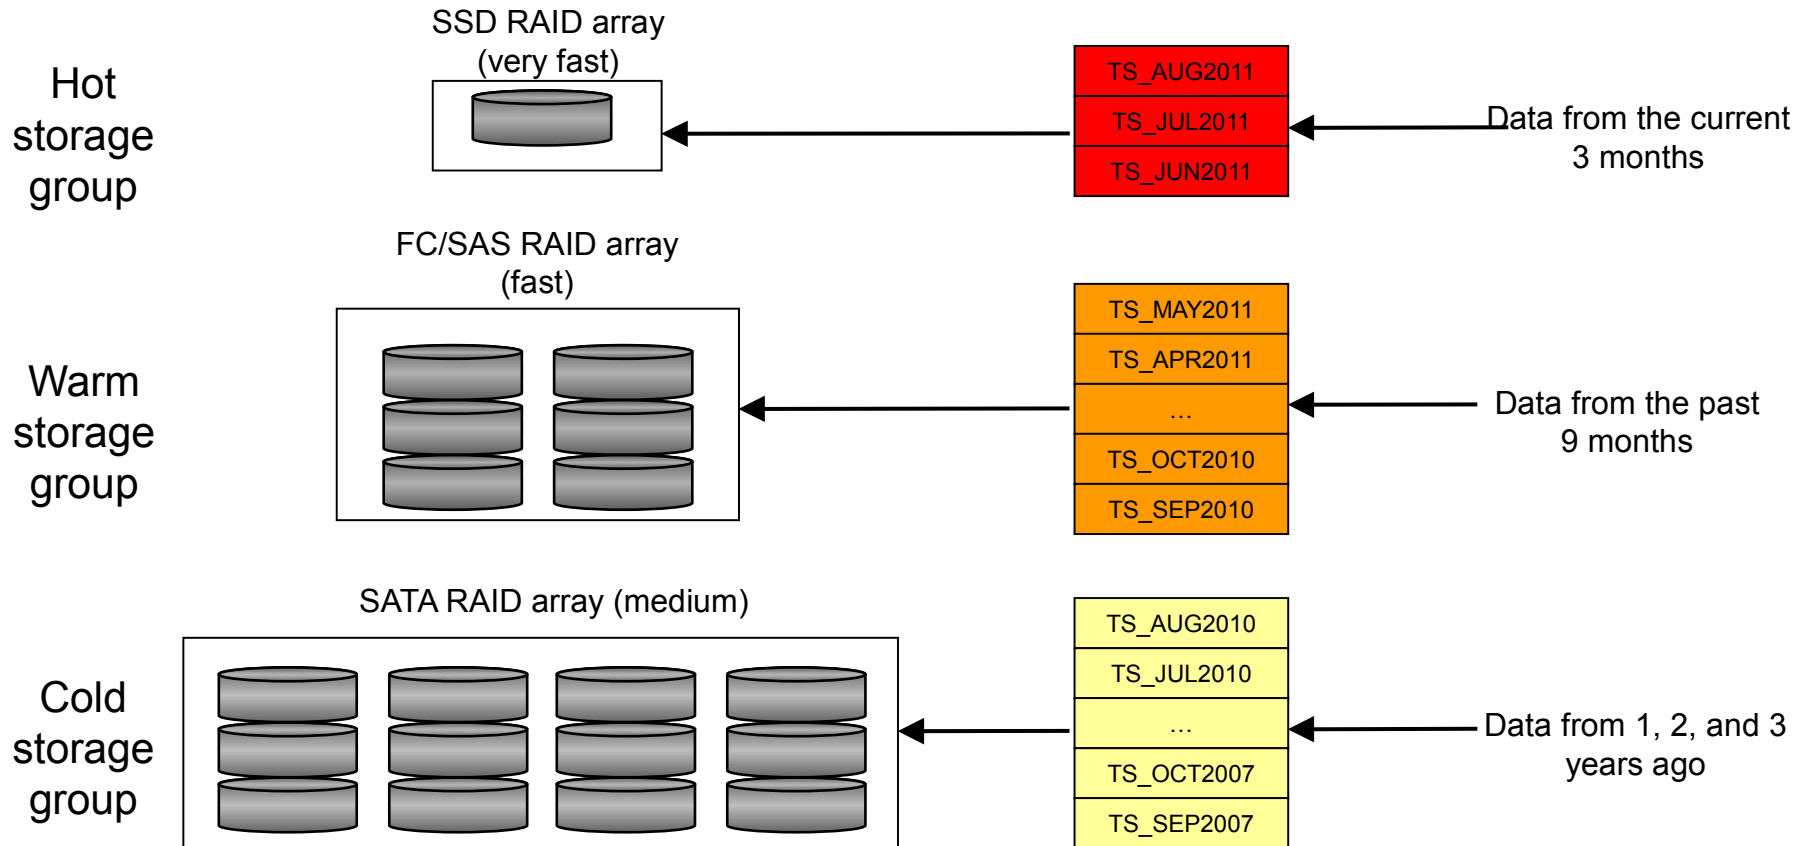 Hot
storage
group
SSD RAID array
(very fast)
TS_AUG2011
TS_JUL2011
TS_JUN2011
Data from the current
3 months
Warm
storage
group
FC/SAS RAID array
(fast)
TS_MAY2011
TS_APR2011
...
TS_OCT2010
TS_SEP2010
Data from the past
9 months
Cold
storage
group
SATA RAID array (medium)
TS_AUG2010
TS_JUL2010
...
TS_OCT2007
TS_SEP2007
Data from 1, 2, and 3
years ago